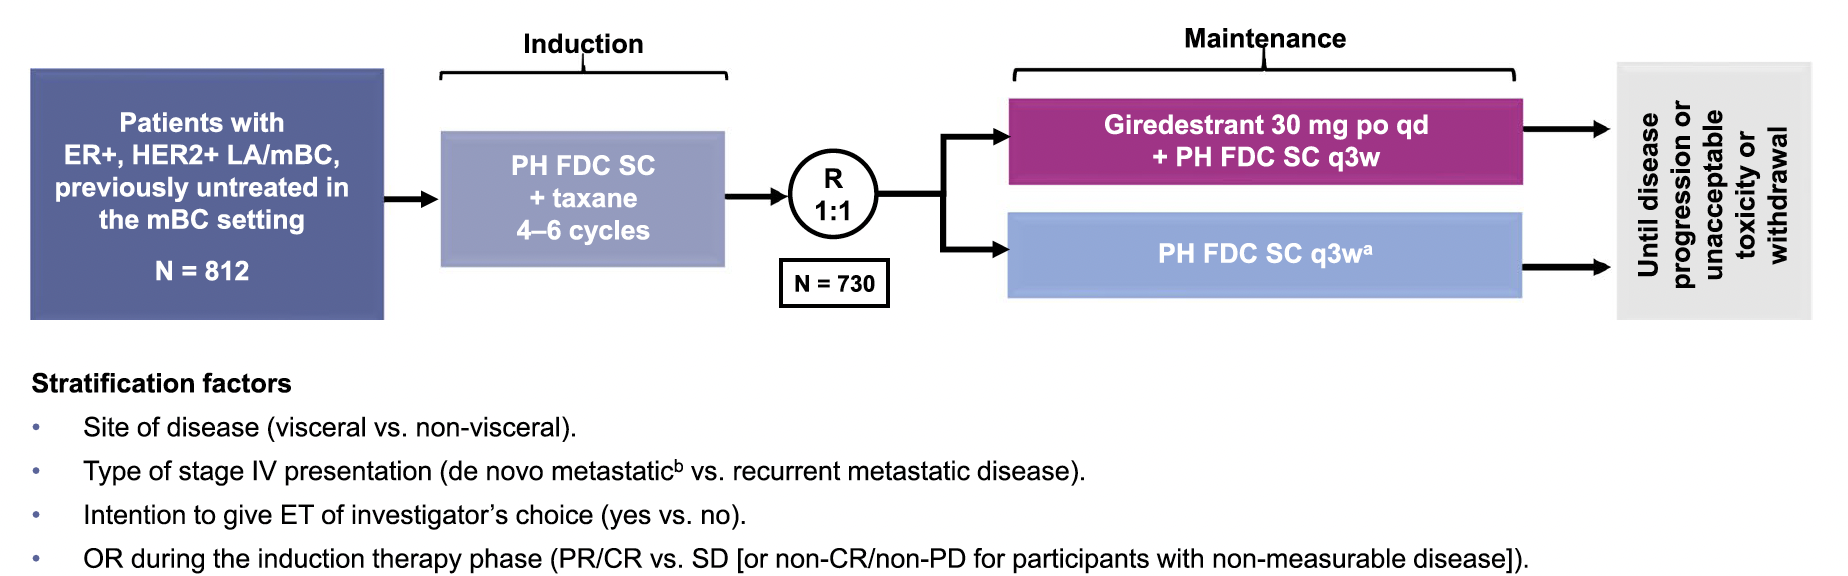 Induction
Maintenance
Patients with
ER+, HER2+ LA/mBC,
previously untreated in
the mBC setting
N = 812
PH FDC SC
+ taxane
4–6 cycles
R
1:1
N = 730
Giredestrant 30 mg po qd
+ PH FDC SC q3w
PH FDC SC q3wᵃ
Until disease
progression or
unacceptable
toxicity or
withdrawal
Stratification factors
• Site of disease (visceral vs. non-visceral).
• Type of stage IV presentation (de novo metastaticᵇ vs. recurrent metastatic disease).
• Intention to give ET of investigator’s choice (yes vs. no).
• OR during the induction therapy phase (PR/CR vs. SD [or non-CR/non-PD for participants with non-measurable disease]).